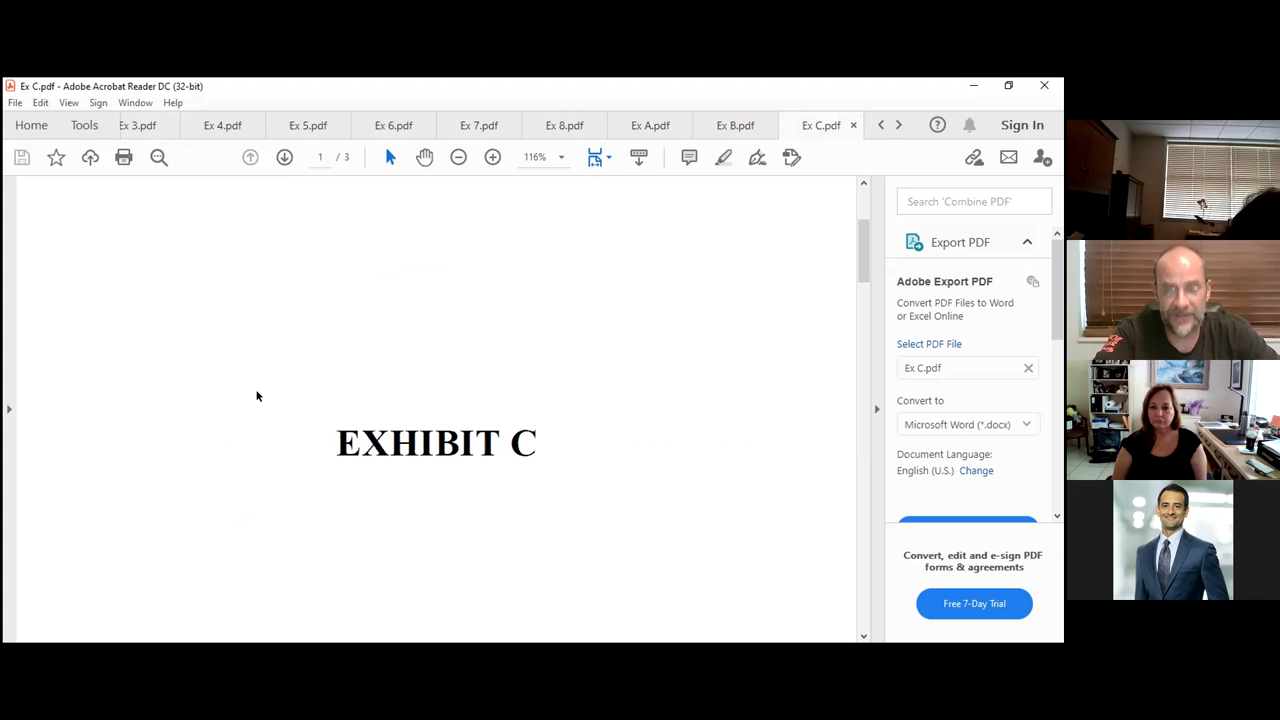 Ex C.pdf - Adobe Acrobat Reader DC (32-bit)
File Edit View Sign Window Help
Home Tools Ex 3.pdf Ex 4.pdf Ex 5.pdf Ex 6.pdf Ex 7.pdf Ex 8.pdf Ex A.pdf Ex B.pdf Ex C.pdf Sign In
1 / 3 116%
EXHIBIT C
Search 'Combine PDF'
Export PDF
Adobe Export PDF
Convert PDF Files to Word
or Excel Online
Select PDF File
Ex C.pdf
Convert to
Microsoft Word (*.docx)
Document Language:
English (U.S.) Change
Convert, edit and e-sign PDF
forms & agreements
Free 7-Day Trial